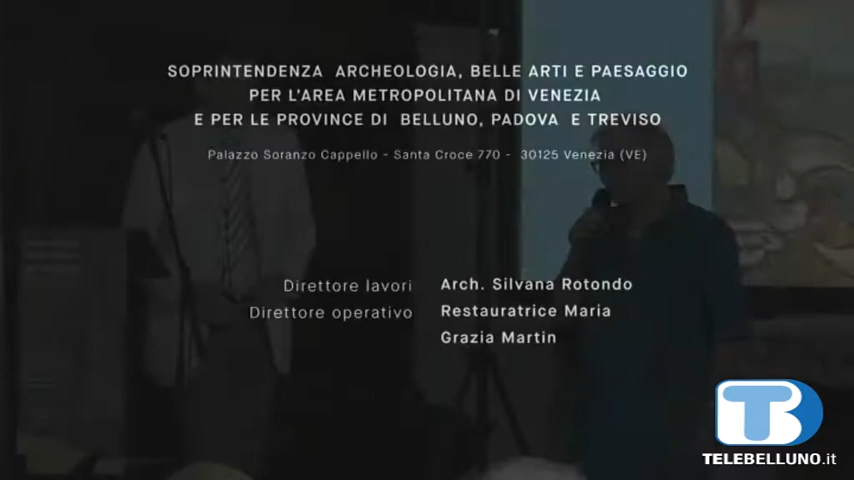 SOPRINTENDENZA ARCHEOLOGIA, BELLE ARTI E PAESAGGIO
PER L'AREA METROPOLITANA DI VENEZIA
E PER LE PROVINCE DI BELLUNO, PADOVA E TREVISO
Palazzo Soranzo Cappello - Santa Croce 770 - 30125 Venezia (VE)
Direttore lavori Arch. Silvana Rotondo
Direttore operativo Restauratrice Maria
Grazia Martin
TB
TELEBELLUNO.it